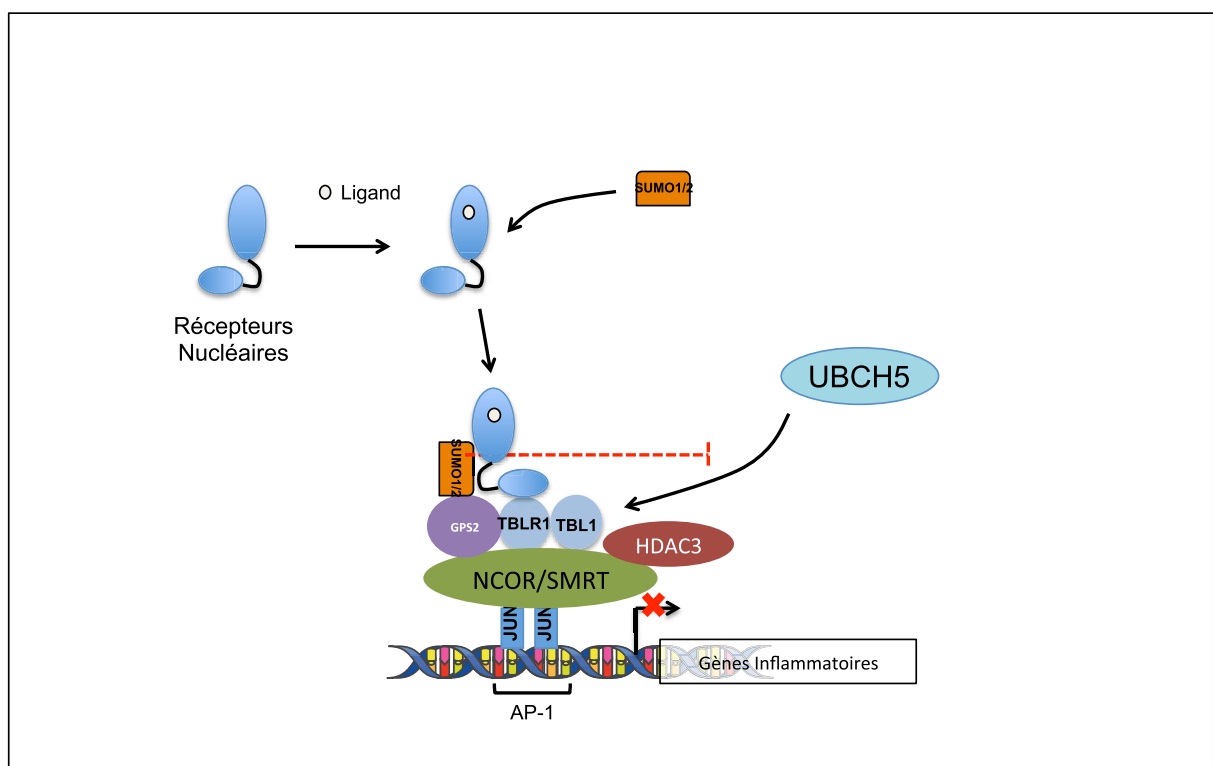 Ligand
SUMO1/2
Récepteurs
Nucléaires
UBCH5
SUMO1/2
GPS2
TBLR1
TBL1
HDAC3
NCOR/SMRT
JUN
JUN
Gènes Inflammatoires
AP-1